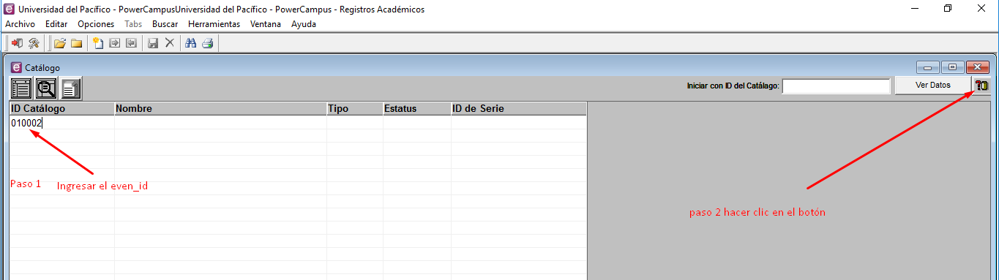 Universidad del Pacífico - PowerCampusUniversidad del Pacífico - PowerCampus - Registros Académicos
Archivo Editar Opciones Tabs Buscar Herramientas Ventana Ayuda
Catálogo
Iniciar con ID del Catálago: Ver Datos
ID Catálogo Nombre Tipo Estatus ID de Serie
010002
Paso 1 Ingresar el even_id
paso 2 hacer clic en el botón